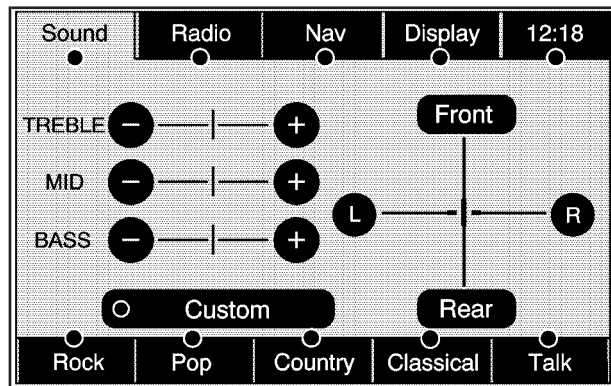 Sound Radio Nav Display 12:18
TREBLE − +
Front
MID − +
L R
BASS − +
Custom
Rear
Rock Pop Country Classical Talk